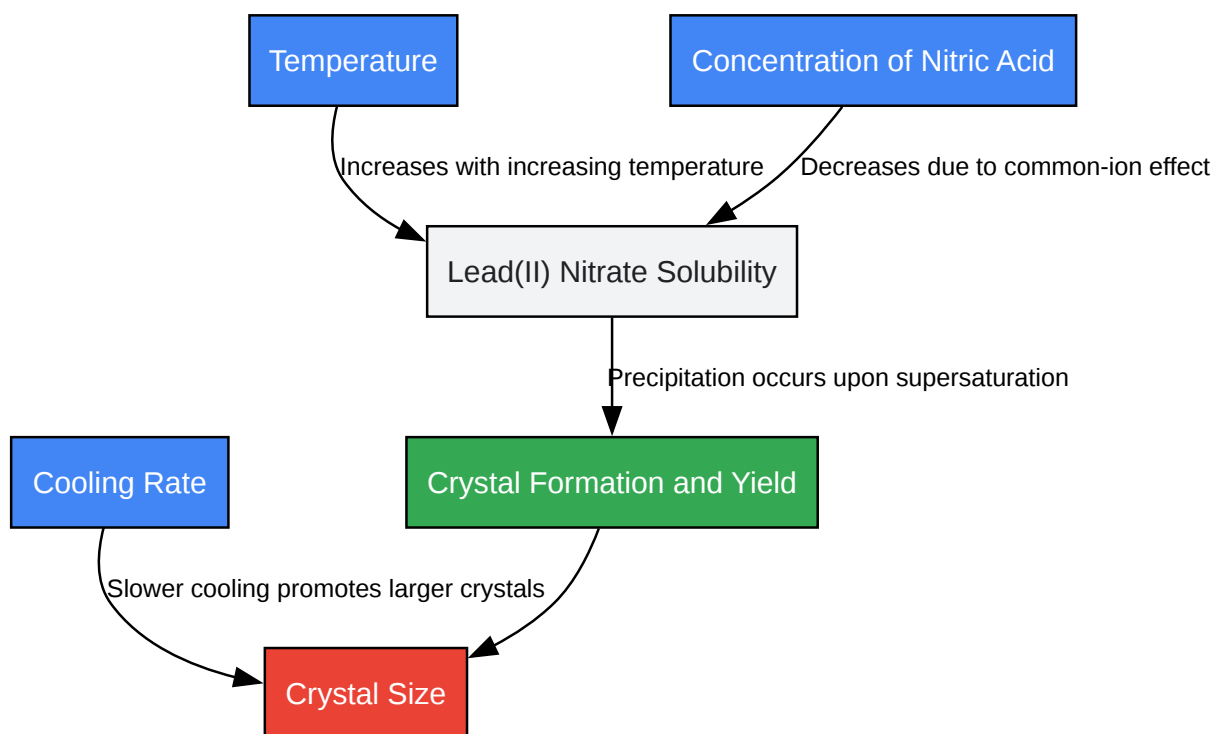 Temperature
Concentration of Nitric Acid
Increases with increasing temperature
Decreases due to common-ion effect
Lead(II) Nitrate Solubility
Precipitation occurs upon supersaturation
Cooling Rate
Crystal Formation and Yield
Slower cooling promotes larger crystals
Crystal Size